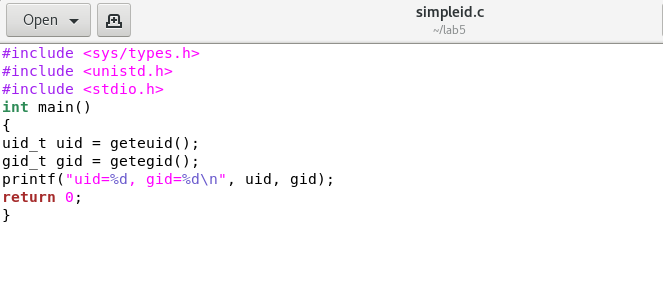 Open
simpleid.c
~/lab5
#include <sys/types.h>
#include <unistd.h>
#include <stdio.h>
int main()
{
uid_t uid = geteuid();
gid_t gid = getegid();
printf("uid=%d, gid=%d\n", uid, gid);
return 0;
}